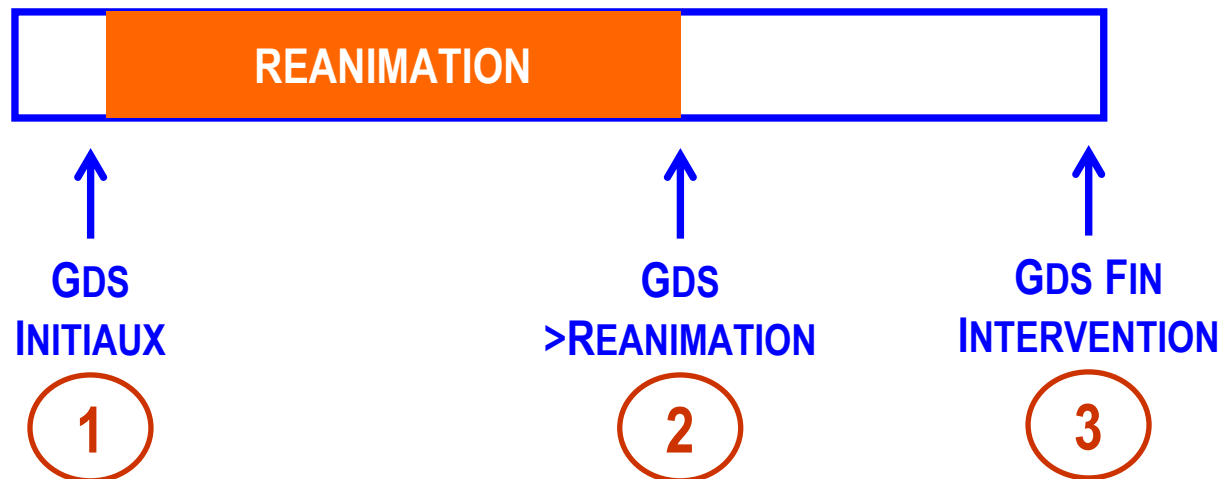 REANIMATION
GDS
INITIAUX
1
GDS
>REANIMATION
2
GDS FIN
INTERVENTION
3